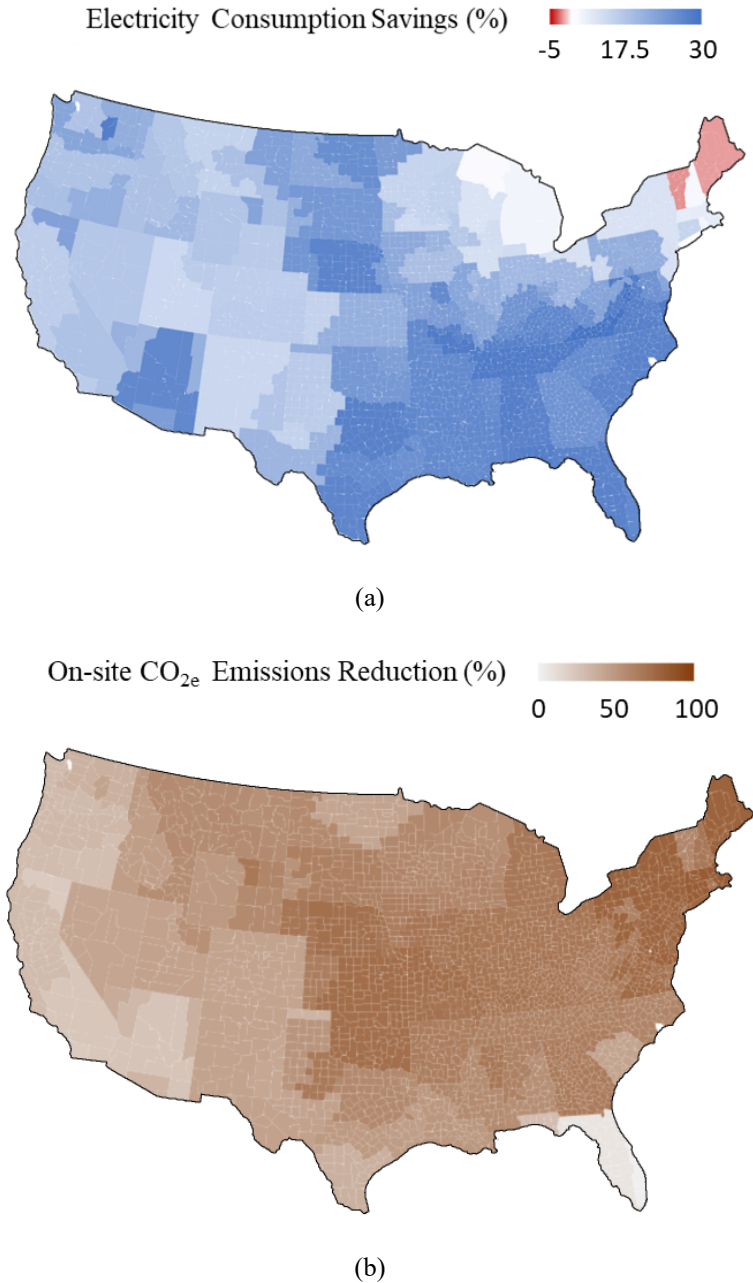 Electricity Consumption Savings (%)
-5 17.5 30
(a)
On-site CO2e Emissions Reduction (%)
0 50 100
(b)